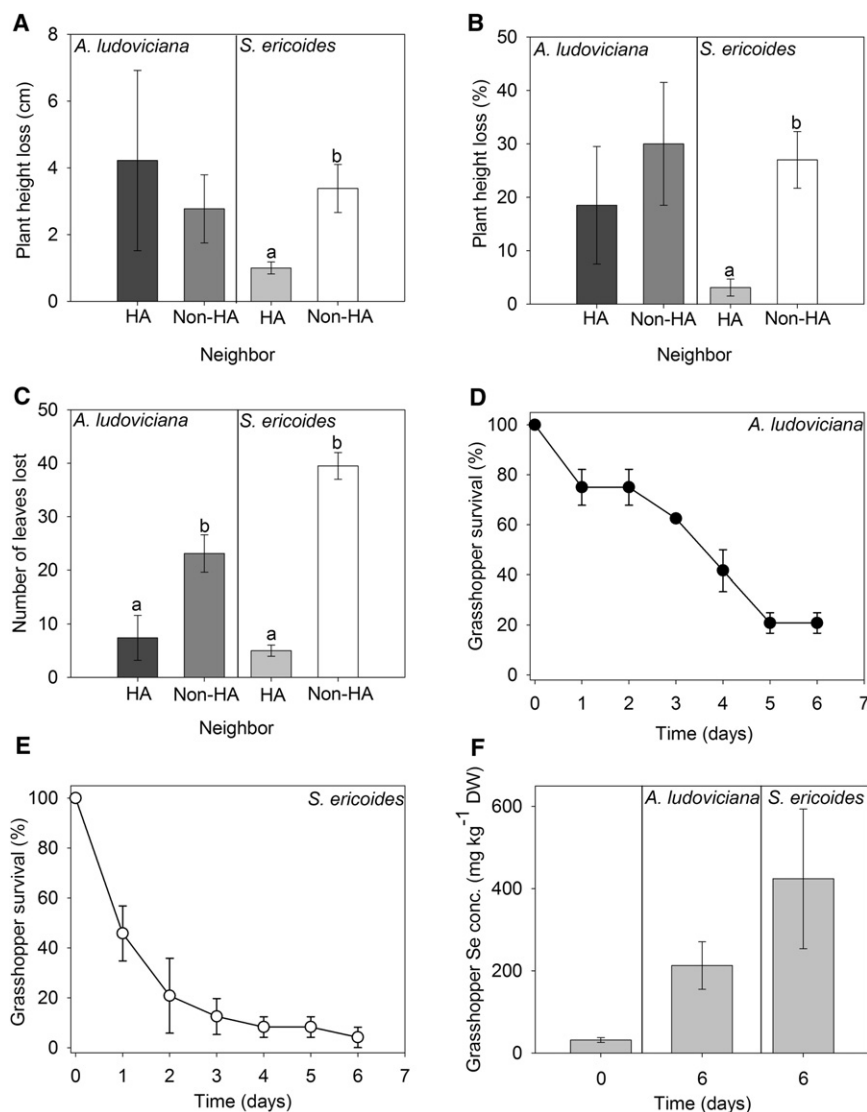 A
A. ludoviciana
S. ericoides
Plant height loss (cm)
8
6
4
2
0
b
a
HA
Non-HA
HA
Non-HA
Neighbor
B
A. ludoviciana
S. ericoides
Plant height loss (%)
50
40
30
20
10
0
b
a
HA
Non-HA
HA
Non-HA
Neighbor
C
A. ludoviciana
S. ericoides
Number of leaves lost
50
40
30
20
10
0
a
b
a
b
HA
Non-HA
HA
Non-HA
Neighbor
D
A. ludoviciana
Grasshopper survival (%)
100
80
60
40
20
0
0 1 2 3 4 5 6 7
Time (days)
E
S. ericoides
Grasshopper survival (%)
100
80
60
40
20
0
0 1 2 3 4 5 6 7
Time (days)
F
A. ludoviciana
S. ericoides
Grasshopper Se conc. (mg kg⁻¹ DW)
600
400
200
0
0 6 6
Time (days)